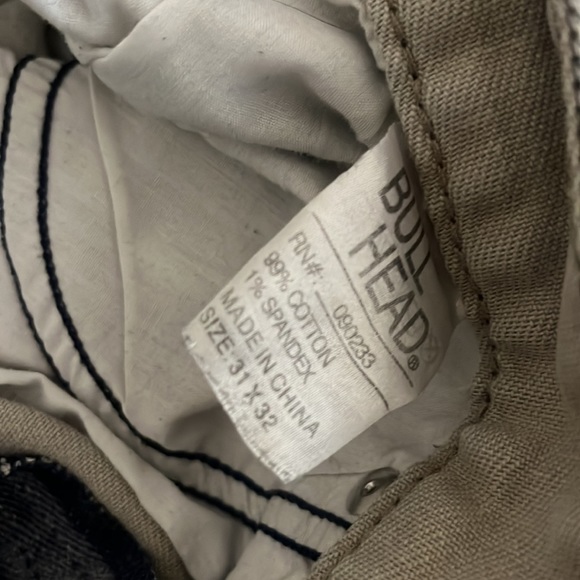 BULL
HEAD®
RN#: 090233
99% COTTON
1% SPANDEX
MADE IN CHINA
SIZE: 31 X 32